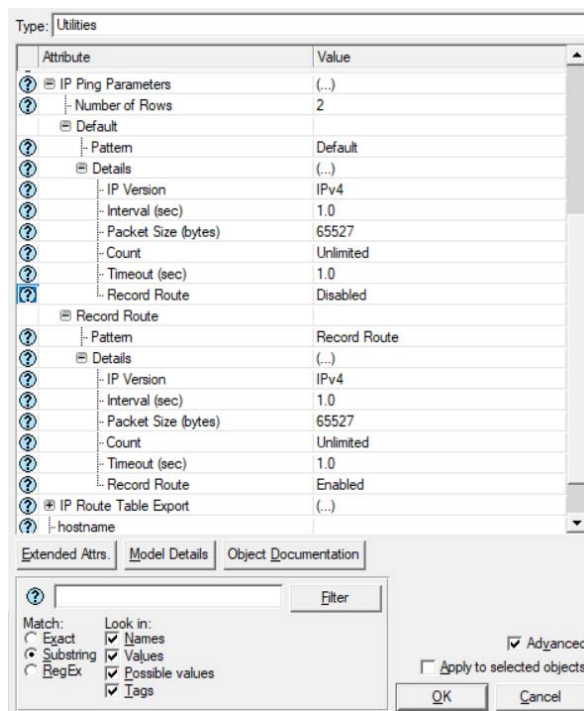 Type: Utilities
Attribute Value
IP Ping Parameters (...)
Number of Rows 2
Default
Pattern Default
Details (...)
IP Version IPv4
Interval (sec) 1.0
Packet Size (bytes) 65527
Count Unlimited
Timeout (sec) 1.0
Record Route Disabled
Record Route
Pattern Record Route
Details (...)
IP Version IPv4
Interval (sec) 1.0
Packet Size (bytes) 65527
Count Unlimited
Timeout (sec) 1.0
Record Route Enabled
IP Route Table Export (...)
hostname
Extended Attrs. Model Details Object Documentation
Filter
Match: Look in:
Exact Names
Substring Values
RegEx Possible values
Tags
Advanced
Apply to selected objects
OK Cancel